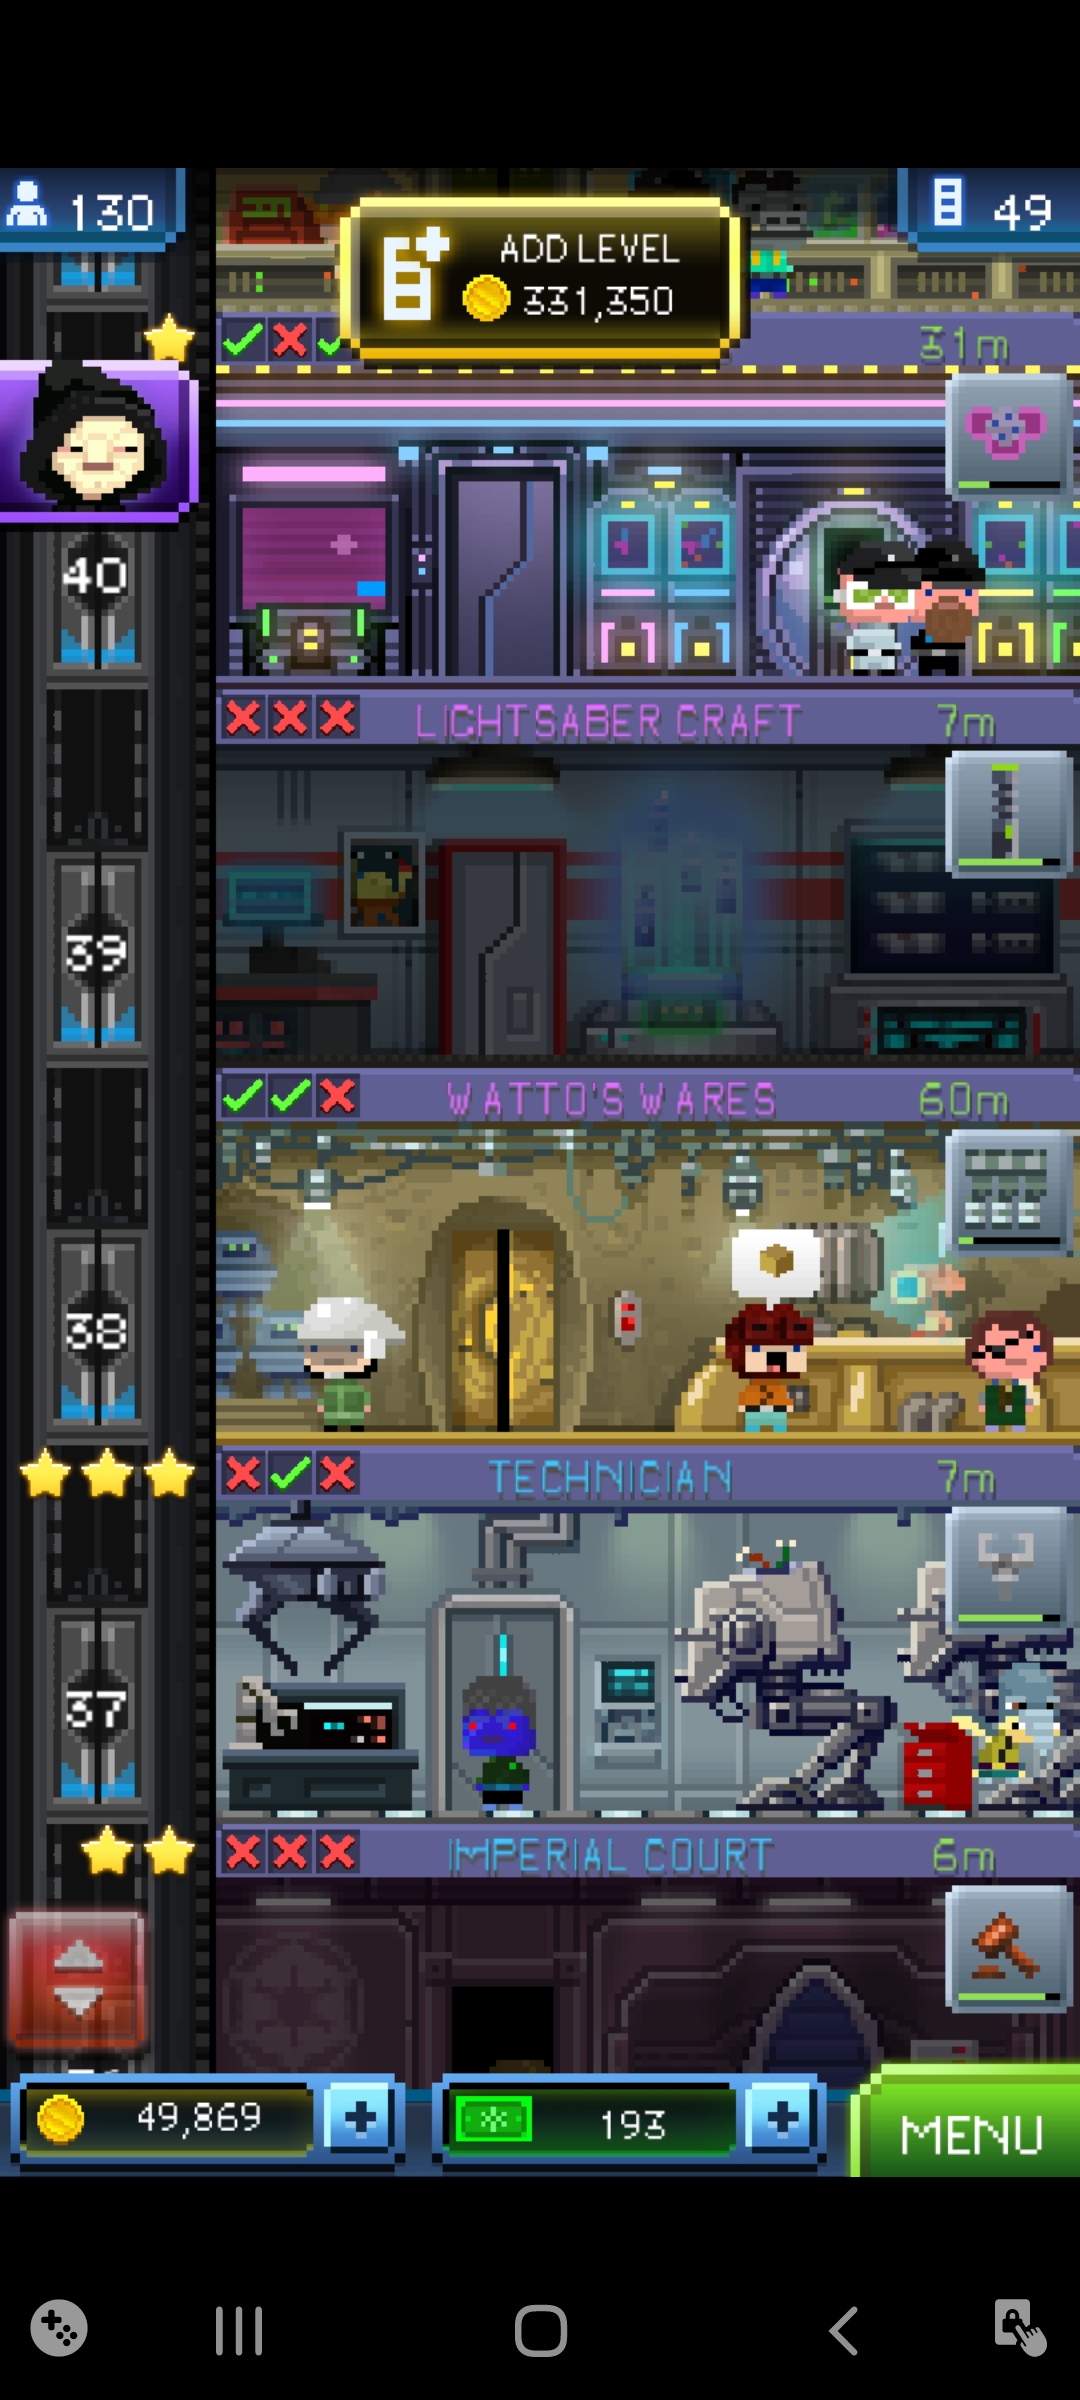 130
ADD LEVEL
331,350
49
31m
40
LIGHTSABER CRAFT
7m
39
WATTO'S WARES
60m
38
TECHNICIAN
7m
37
IMPERIAL COURT
6m
49,869
193
MENU